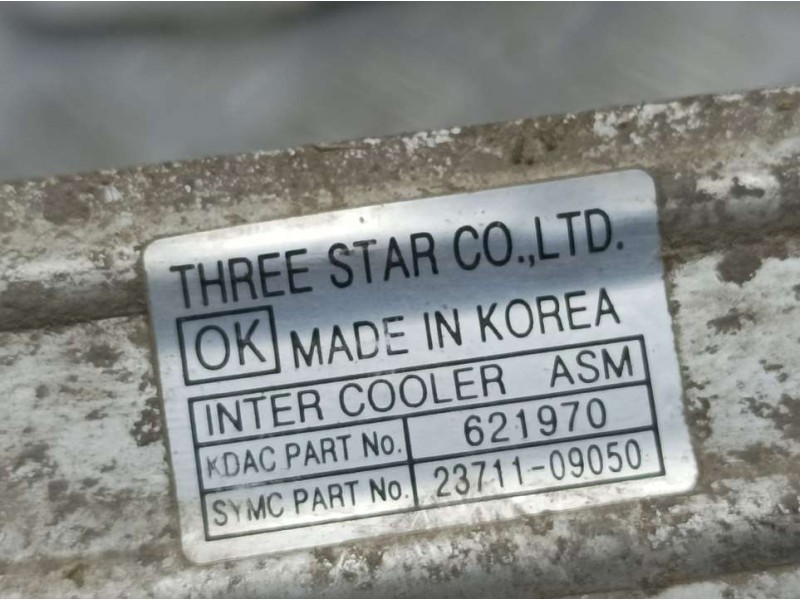 THREE STAR CO.,LTD.
OK MADE IN KOREA
INTER COOLER ASM
KDAC PART No. 621970
SYMC PART No. 23711-09050